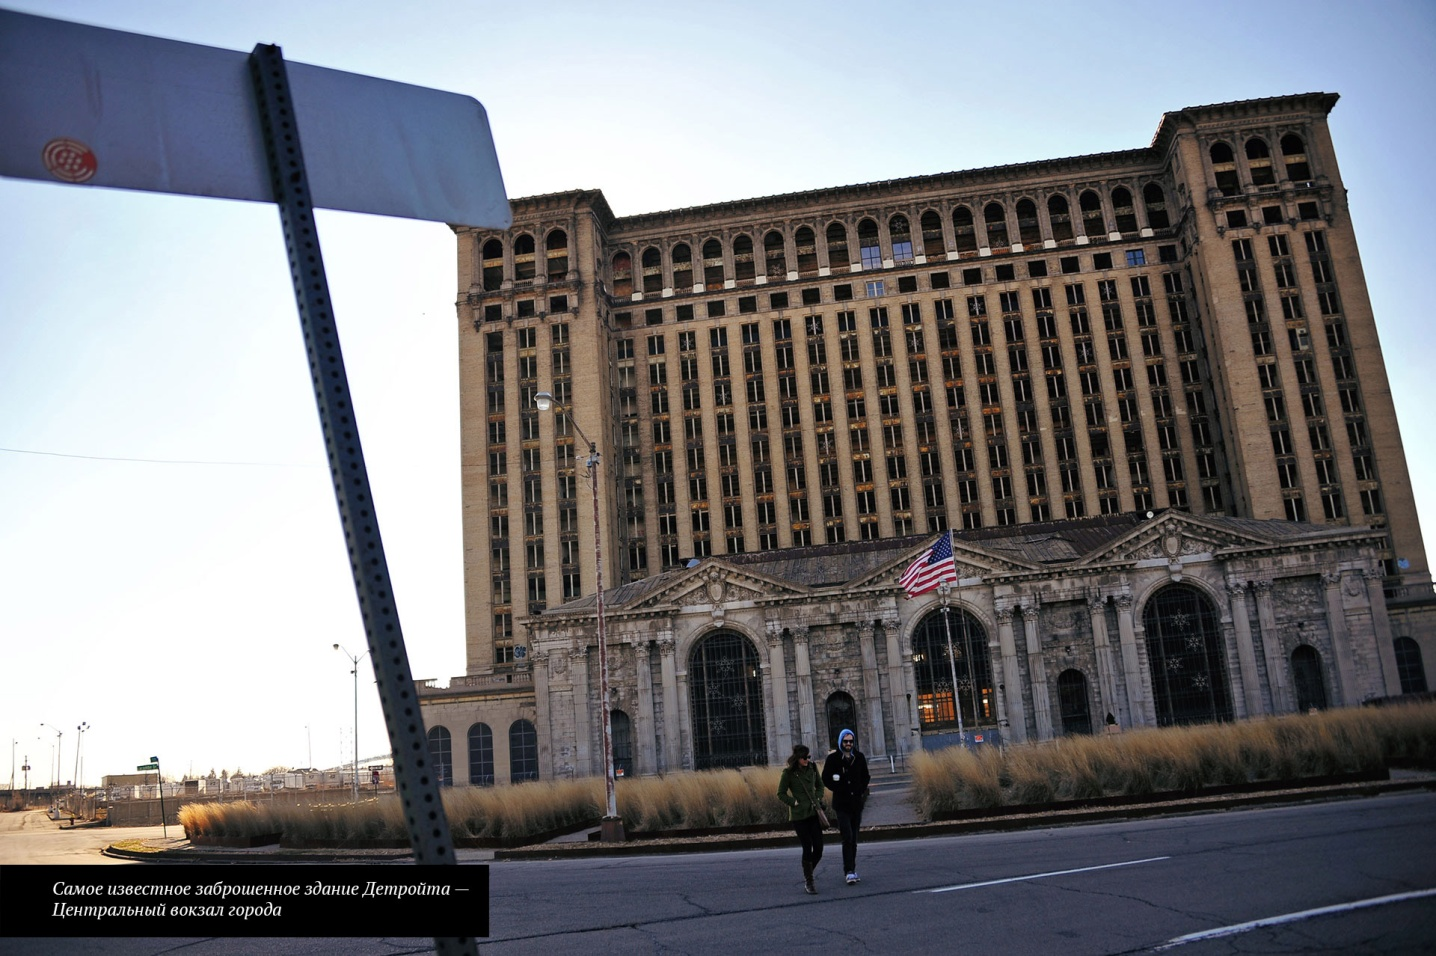 Самое известное заброшенное здание Детройта —
Центральный вокзал города